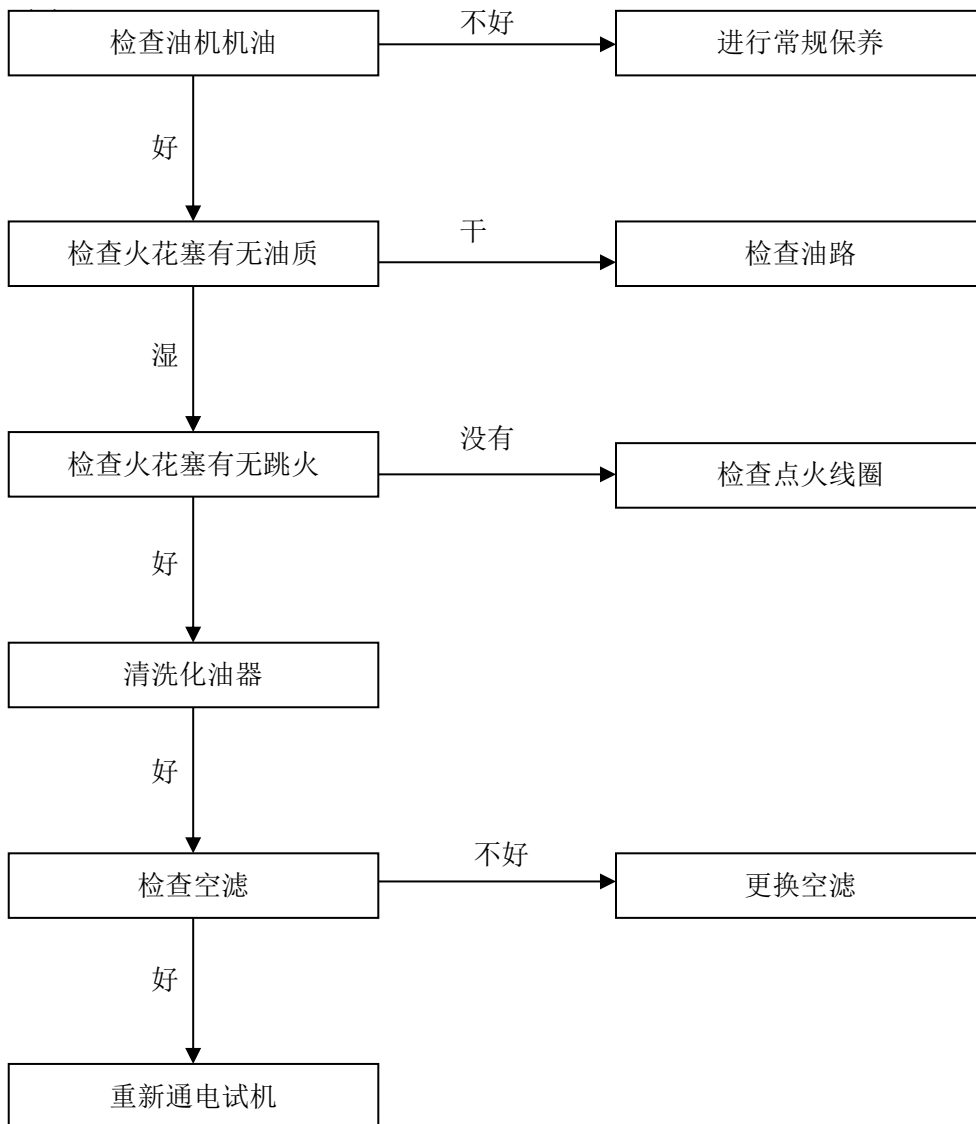 检查油机机油
不好
进行常规保养
好
检查火花塞有无油质
干
检查油路
湿
检查火花塞有无跳火
没有
检查点火线圈
好
清洗化油器
好
检查空滤
不好
更换空滤
好
重新通电试机